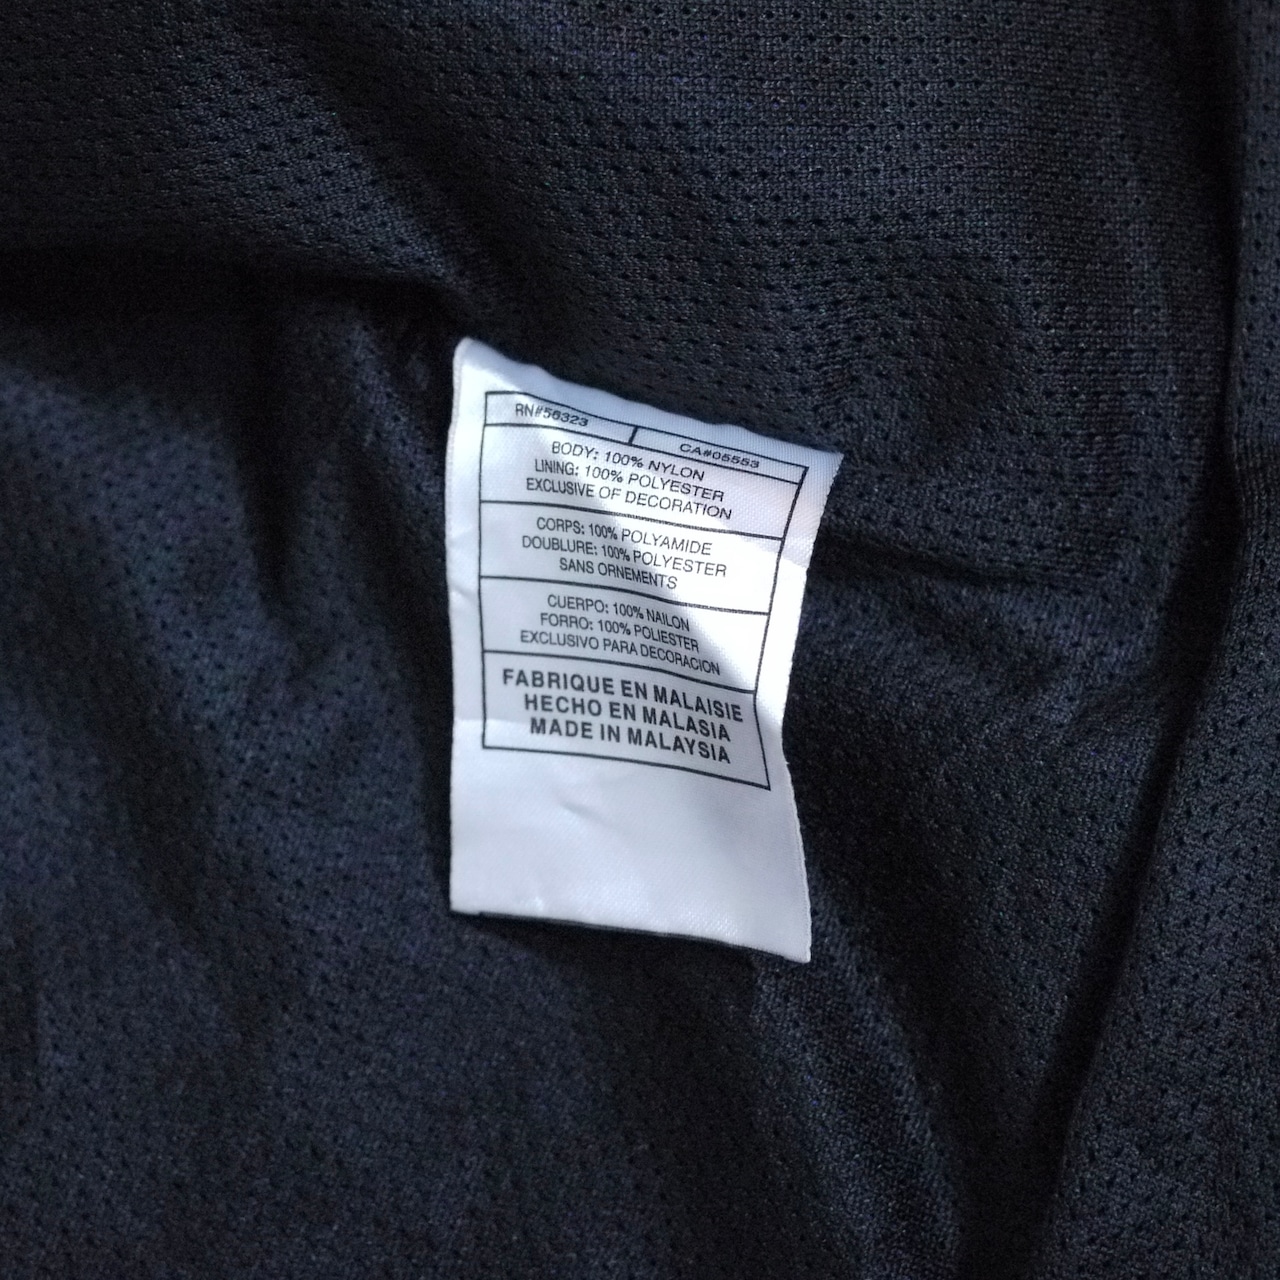 RN#56323
CA#05553
BODY: 100% NYLON
LINING: 100% POLYESTER
EXCLUSIVE OF DECORATION
CORPS: 100% POLYAMIDE
DOUBLURE: 100% POLYESTER
SANS ORNEMENTS
CUERPO: 100% NAILON
FORRO: 100% POLIESTER
EXCLUSIVO PARA DECORACION
FABRIQUE EN MALAISIE
HECHO EN MALASIA
MADE IN MALAYSIA